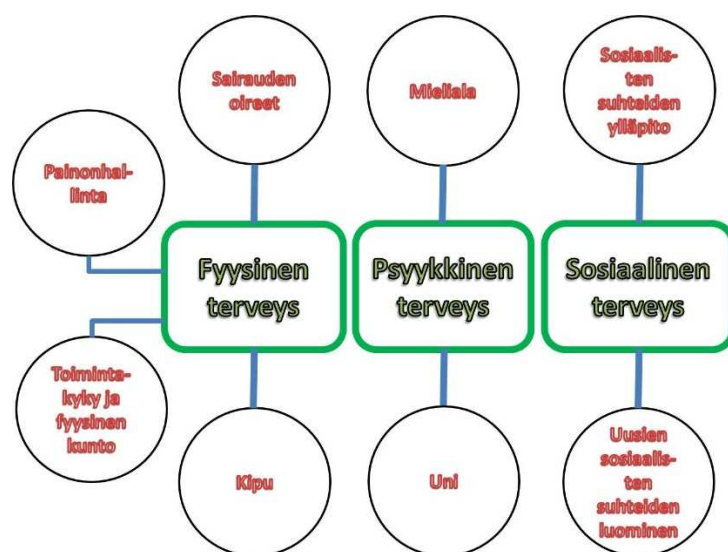 Sairauden
oireet
Mieliala
Sosiaalis-
ten
suhteiden
ylläpito
Painonhal-
linta
Fyysinen
terveys
Psyykkinen
terveys
Sosiaalinen
terveys
Toiminta-
kyky ja
fyysinen
kunto
Kipu
Uni
Uusien
sosiaalis-
ten
suhteiden
luominen